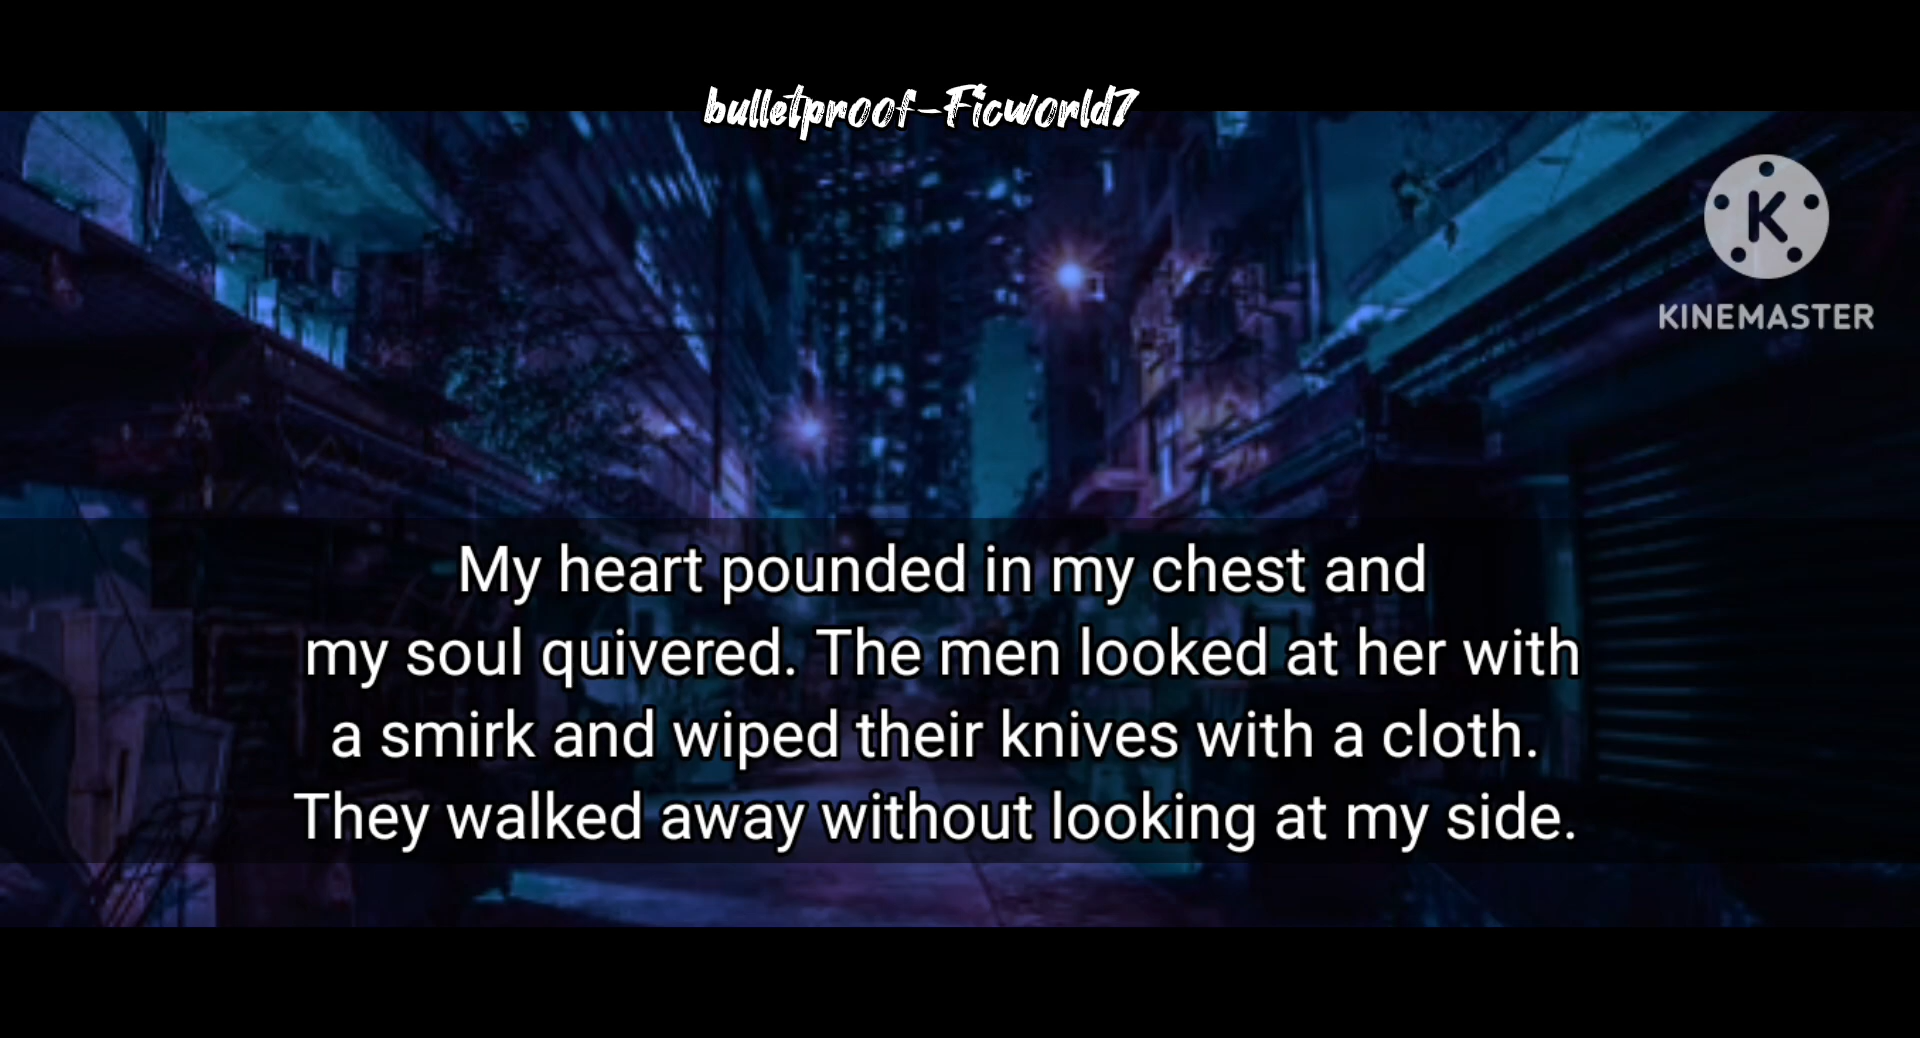 bulletproof-Ficworld7
K
KINEMASTER
My heart pounded in my chest and
my soul quivered. The men looked at her with
a smirk and wiped their knives with a cloth.
They walked away without looking at my side.